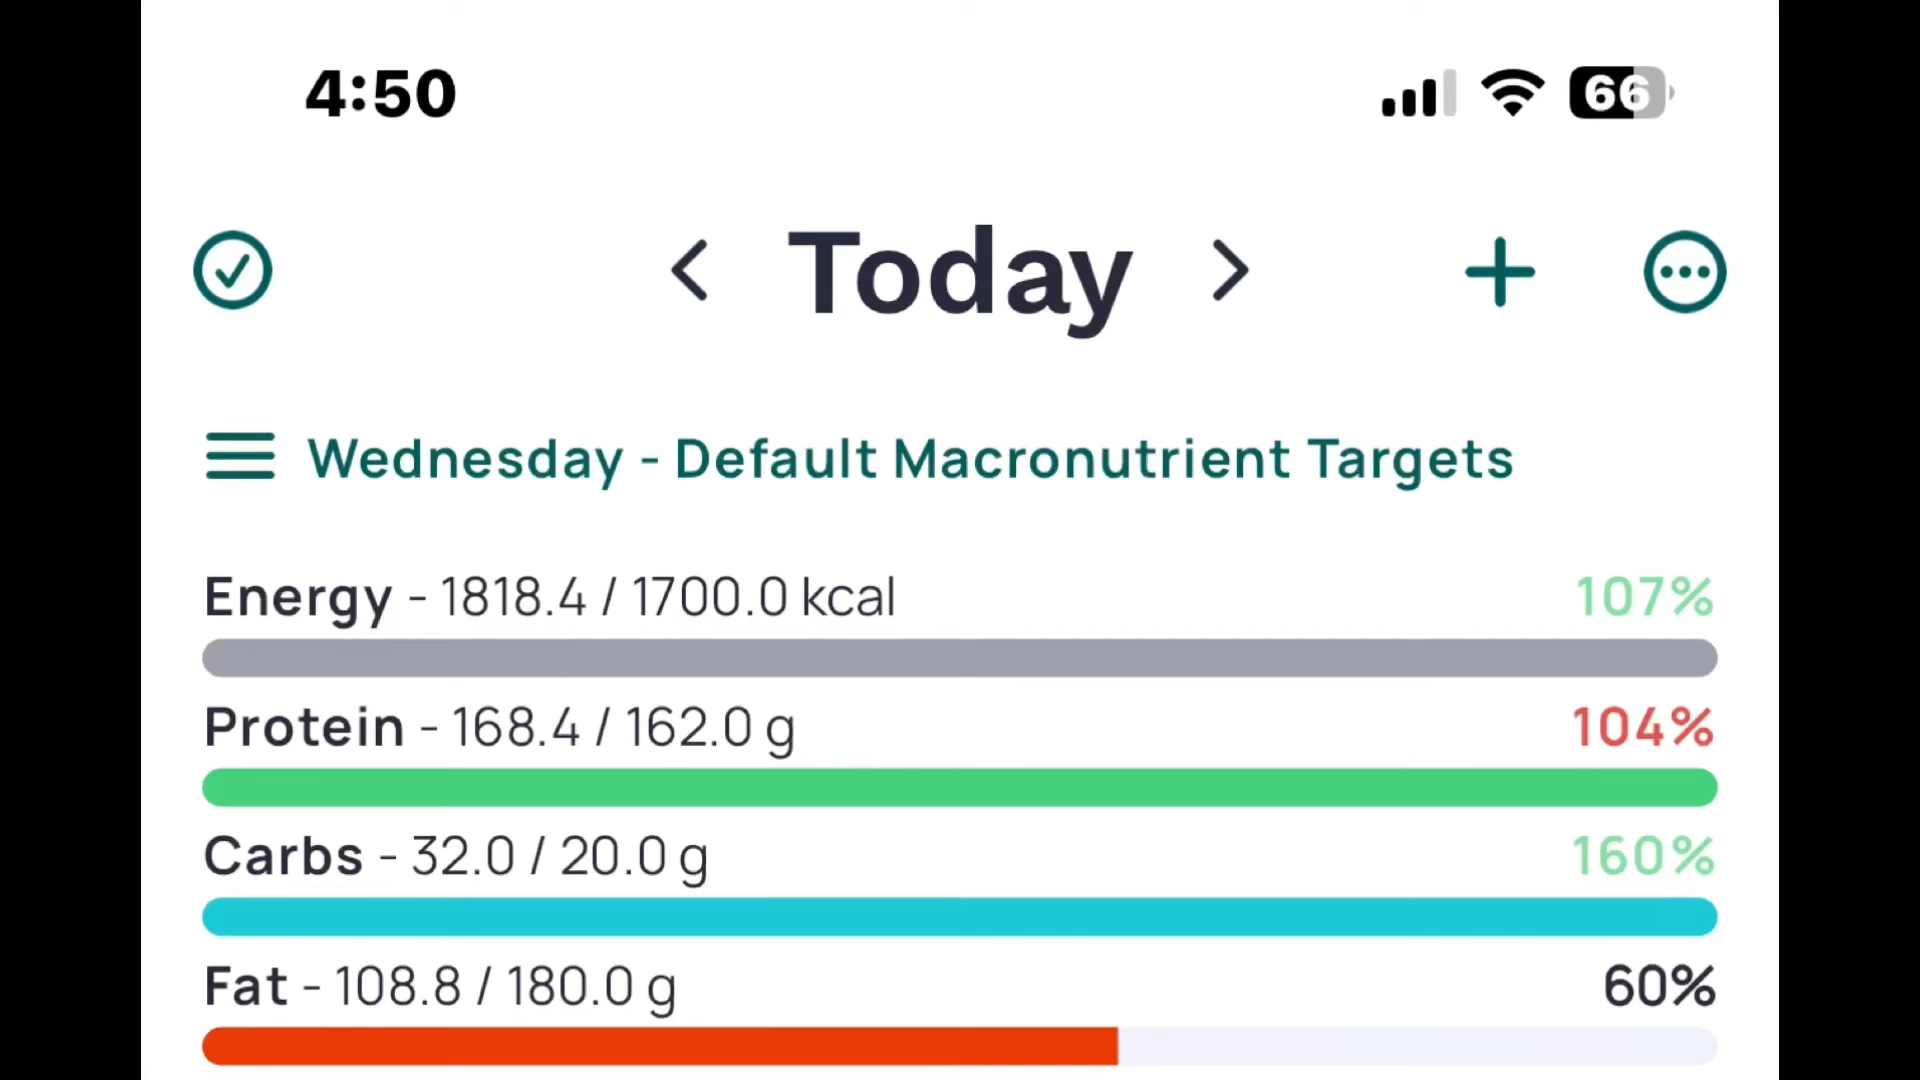 4:50
66
Today
Wednesday - Default Macronutrient Targets
Energy - 1818.4 / 1700.0 kcal 107%
Protein - 168.4 / 162.0 g 104%
Carbs - 32.0 / 20.0 g 160%
Fat - 108.8 / 180.0 g 60%